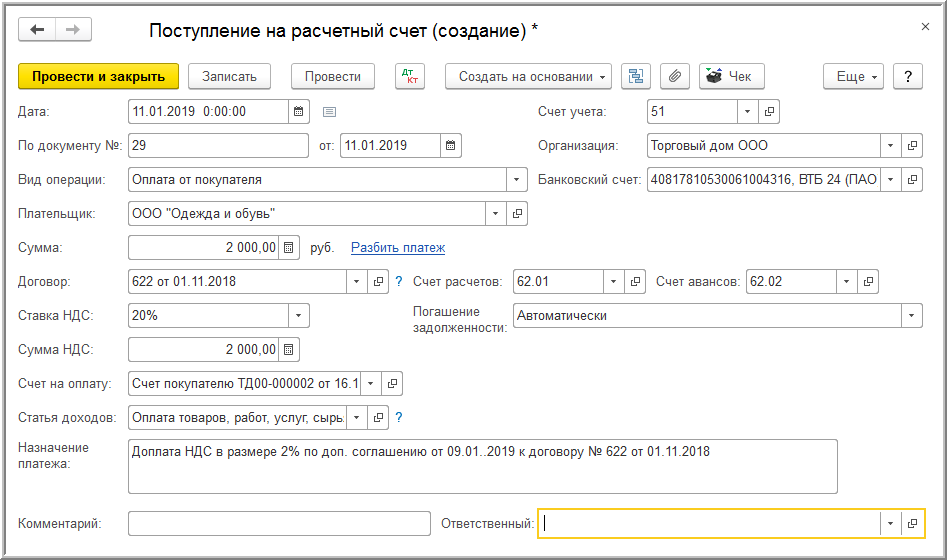 Поступление на расчетный счет (создание) *
Провести и закрыть Записать Провести Дт Кт Создать на основании Чек Еще ?
Дата: 11.01.2019 0:00:00 Счет учета: 51
По документу №: 29 от: 11.01.2019 Организация: Торговый дом ООО
Вид операции: Оплата от покупателя Банковский счет: 40817810530061004316, ВТБ 24 (ПАО
Плательщик: ООО "Одежда и обувь"
Сумма: 2 000,00 руб. Разбить платеж
Договор: 622 от 01.11.2018 ? Счет расчетов: 62.01 Счет авансов: 62.02
Ставка НДС: 20% Погашение задолженности: Автоматически
Сумма НДС: 2 000,00
Счет на оплату: Счет покупателю ТД00-000002 от 16.1
Статья доходов: Оплата товаров, работ, услуг, сырь ?
Назначение платежа: Доплата НДС в размере 2% по доп. соглашению от 09.01..2019 к договору № 622 от 01.11.2018
Комментарий: Ответственный: